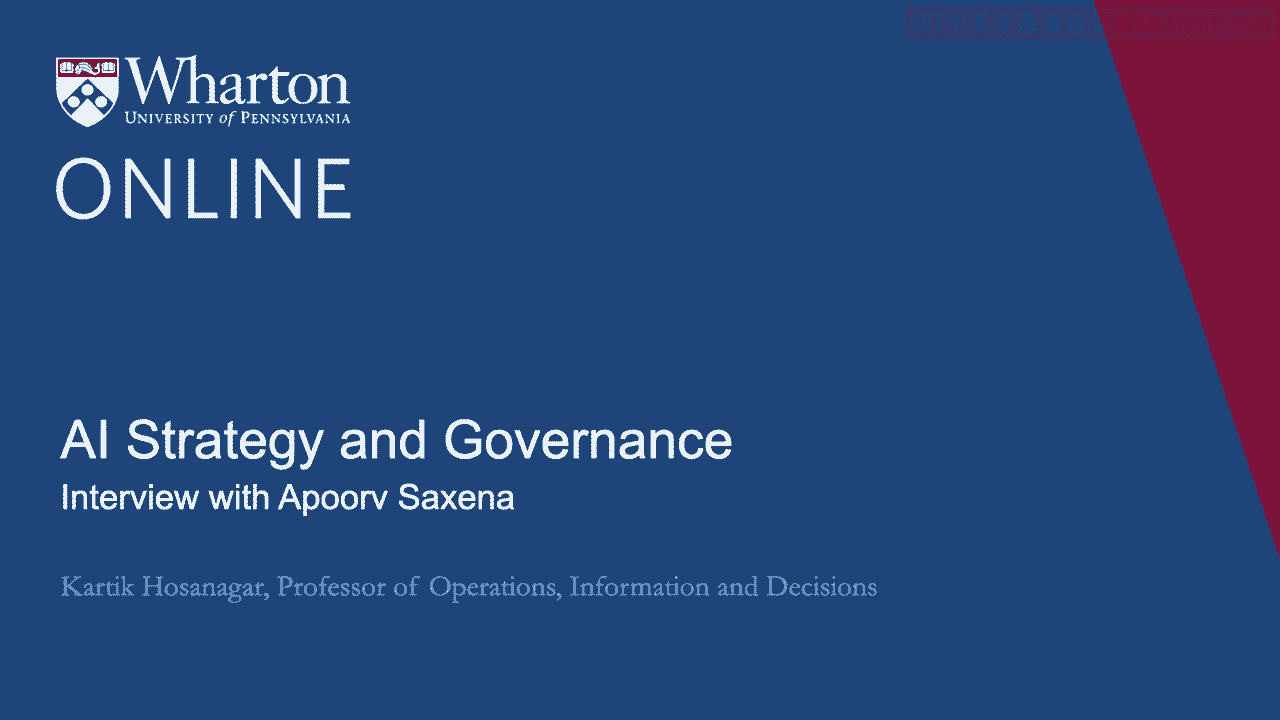 Wharton
UNIVERSITY of PENNSYLVANIA
ONLINE
AI Strategy and Governance
Interview with Apoorv Saxena
Kartik Hosanagar, Professor of Operations, Information and Decisions